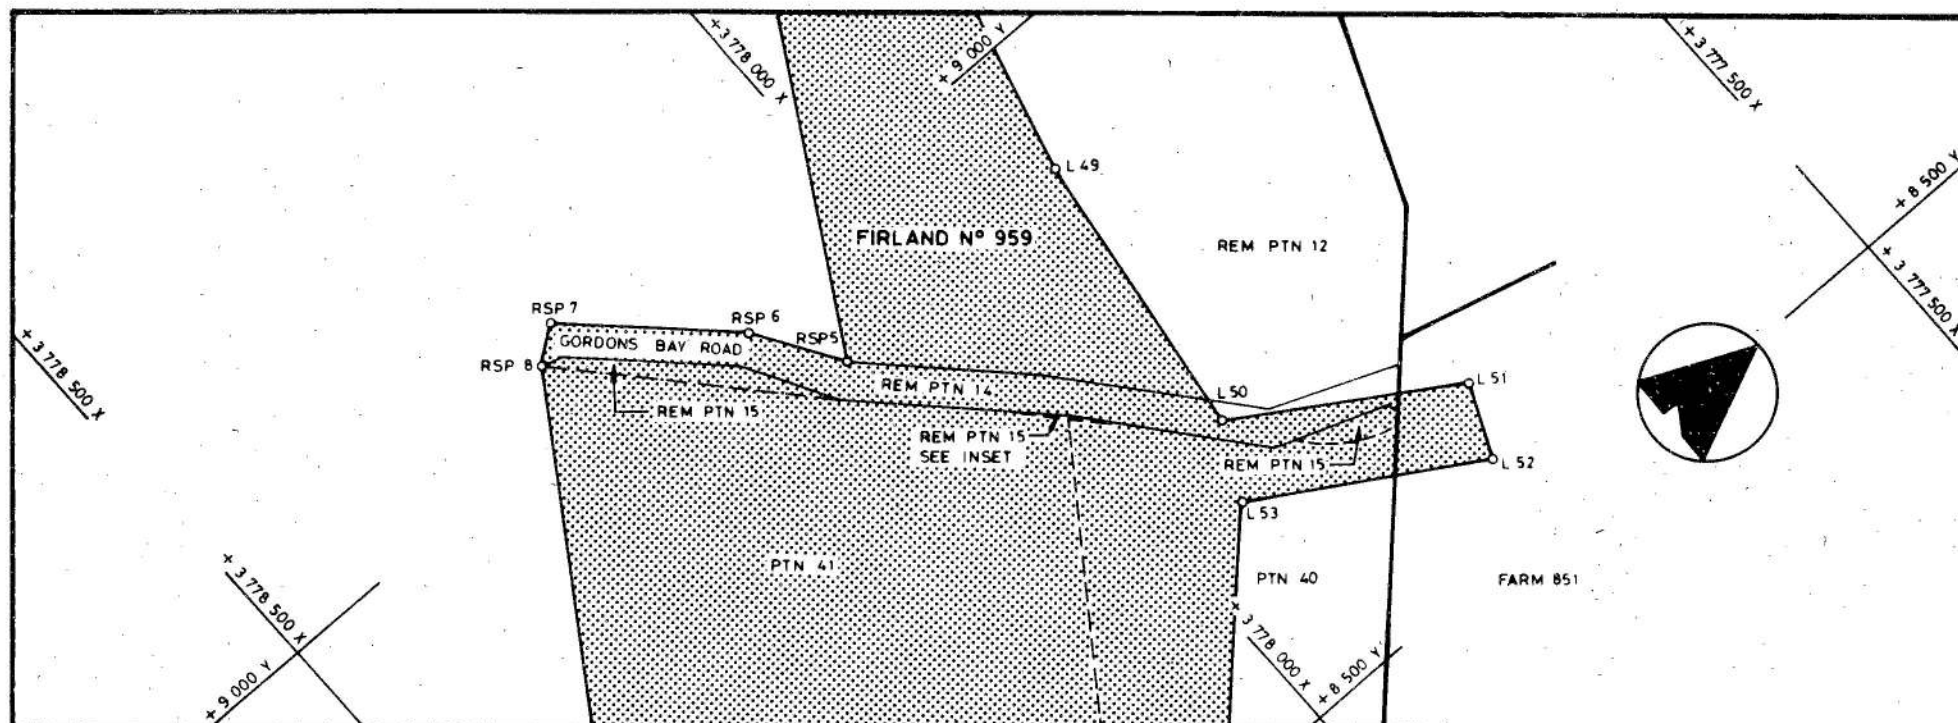 + 3 778 000 X
+ 9 000 Y
+ 3 777 500 X
L 49
+ 8 500 Y
FIRLAND Nº 959
REM PTN 12
+ 3 777 500 X
RSP 7
RSP 6
RSP 5
+ 3 778 500 X
GORDONS BAY ROAD
RSP 8
REM PTN 14
L 51
REM PTN 15
L 50
REM PTN 15
SEE INSET
REM PTN 15
L 52
L 53
PTN 41
PTN 40
FARM 851
+ 3 778 500 X
+ 9 000 Y
+ 3 778 000 X
+ 8 500 Y